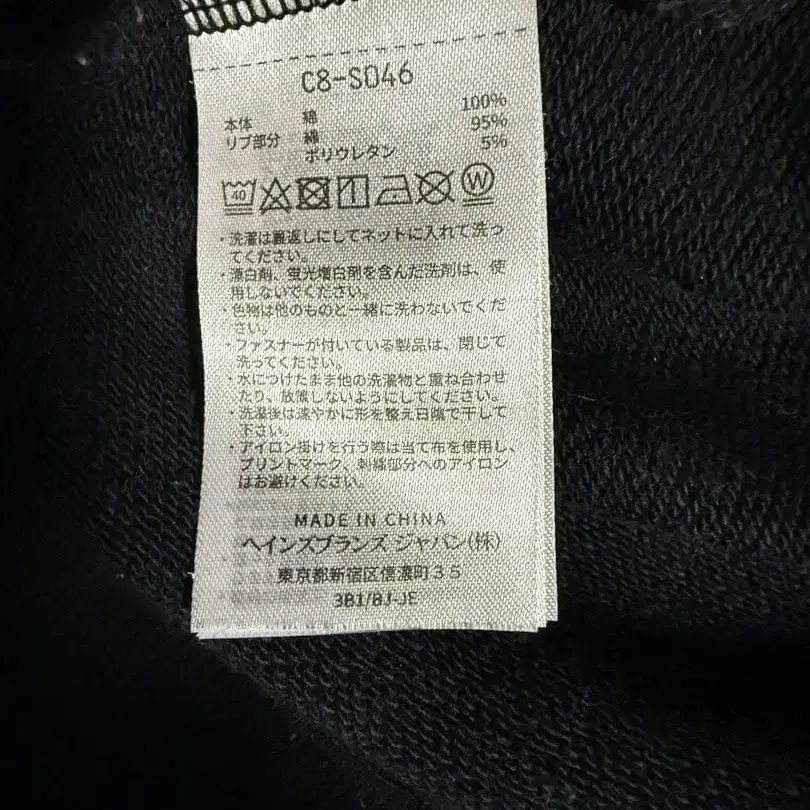 C8-S046
本体 綿 100%
リブ部分 綿 95%
ポリウレタン 5%
40 W
・洗濯は裏返しにしてネットに入れて洗っ
てください。
・漂白剤、蛍光増白剤を含んだ洗剤は、使
用しないでください。
・色物は他のものと一緒に洗わないでくだ
さい。
・ファスナーが付いている製品は、閉じて
洗ってください。
・水につけたまま他の洗濯物と重ね合わせ
たり、放置しないようにしてください。
・洗濯後は速やかに形を整え日陰で干して
下さい。
・アイロン掛けを行う際は当て布を使用し、
プリントマーク、刺繍部分へのアイロン
はお避けください。
MADE IN CHINA
ヘインズブランズ ジャパン(株)
東京都新宿区信濃町35
3B1/BJ-JE